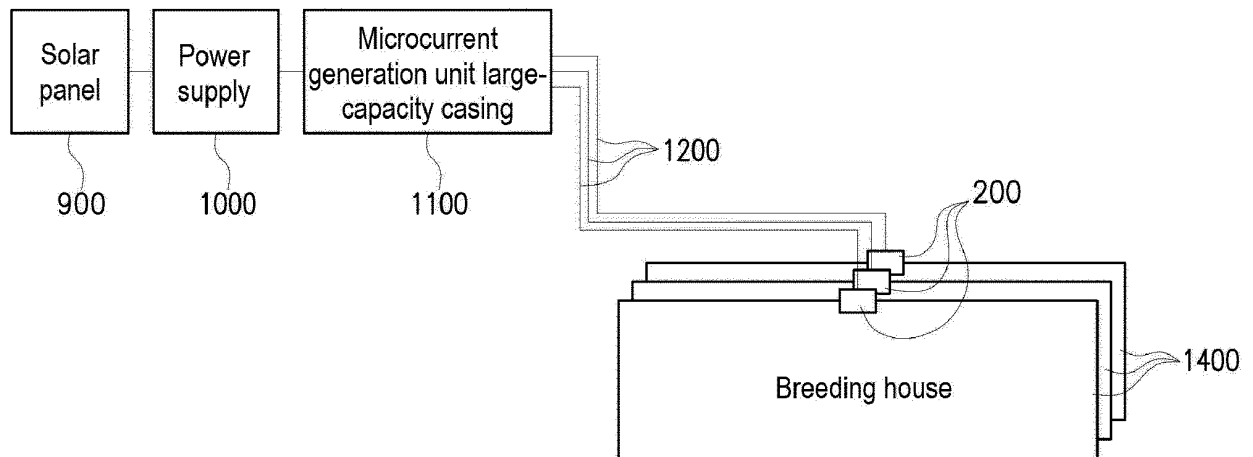 Solar
panel
Power
supply
Microcurrent
generation unit large-
capacity casing
900
1000
1100
1200
200
1400
Breeding house